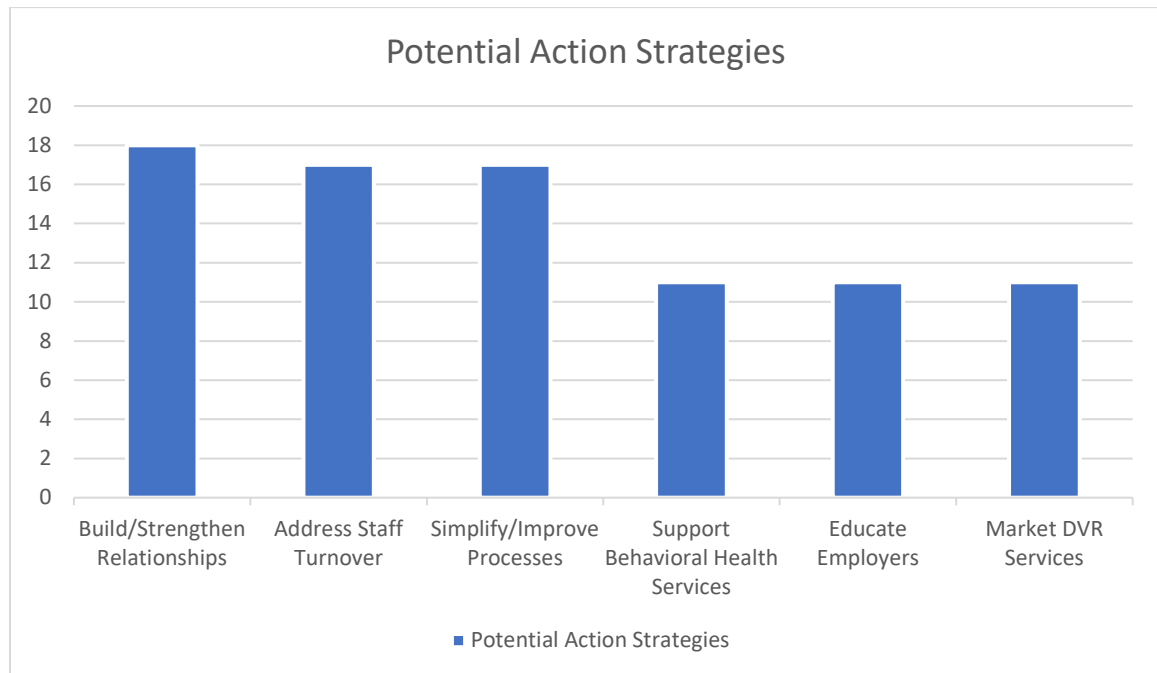 Potential Action Strategies
20
18
16
14
12
10
8
6
4
2
0
Build/Strengthen
Relationships
Address Staff
Turnover
Simplify/Improve
Processes
Support
Behavioral Health
Services
Educate
Employers
Market DVR
Services
Potential Action Strategies